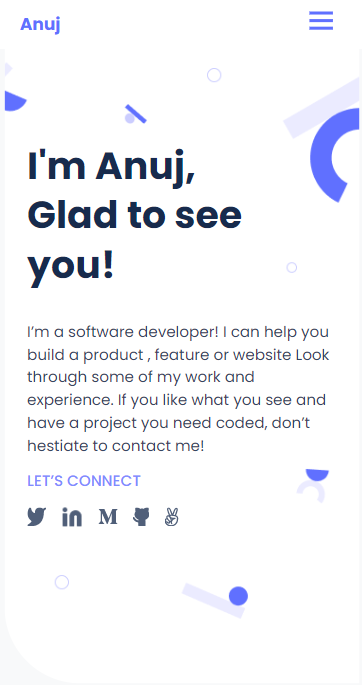 Anuj
I'm Anuj,
Glad to see
you!
I’m a software developer! I can help you
build a product , feature or website Look
through some of my work and
experience. If you like what you see and
have a project you need coded, don’t
hestiate to contact me!
LET’S CONNECT